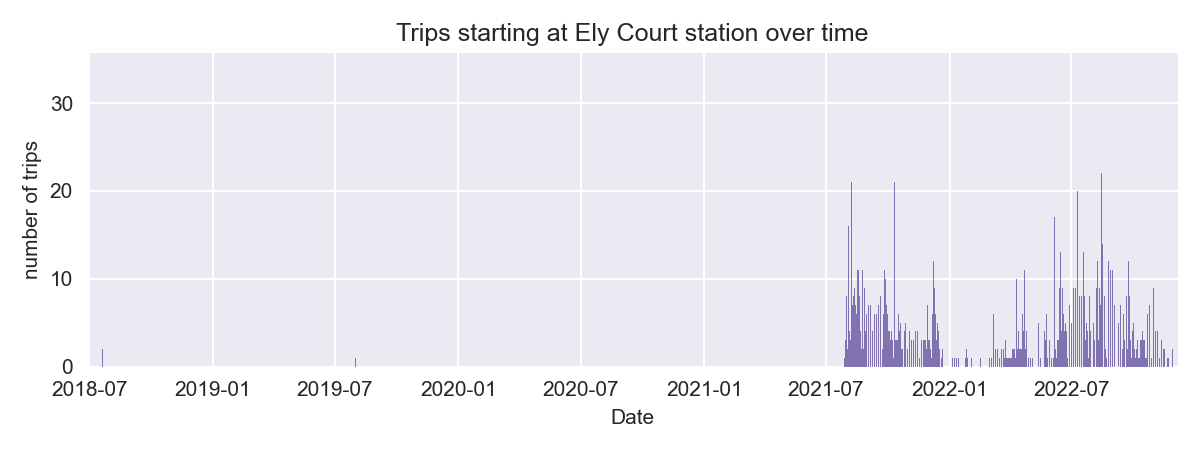 Trips starting at Ely Court station over time
number of trips
30
20
10
0
2018-07 2019-01 2019-07 2020-01 2020-07 2021-01 2021-07 2022-01 2022-07
Date